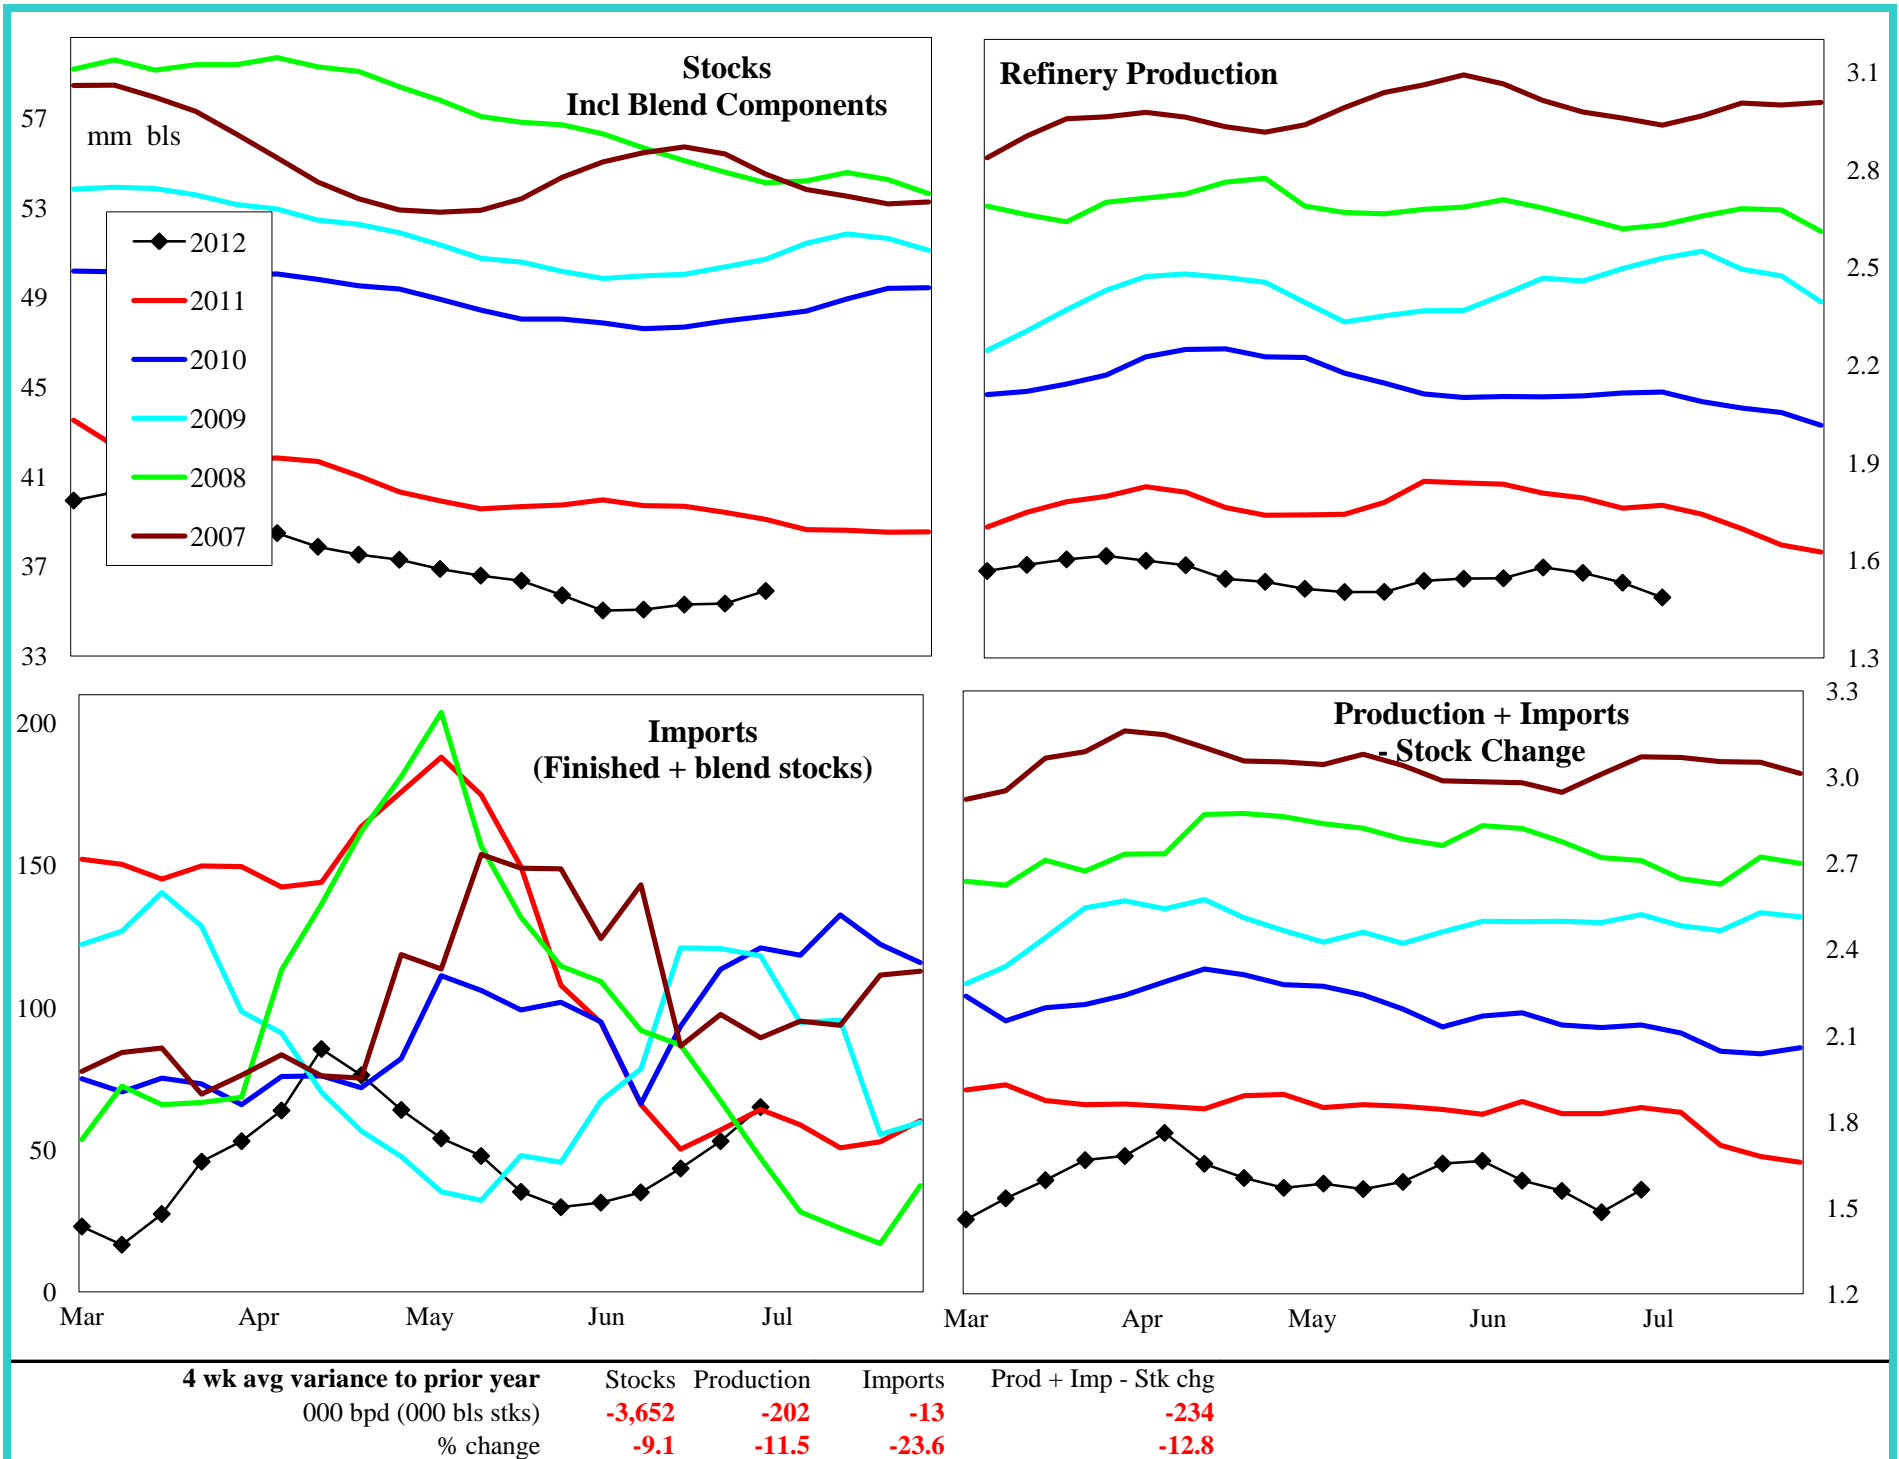 Stocks
Incl Blend Components
mm bls
57
53
49
45
41
37
33
2012
2011
2010
2009
2008
2007
Refinery Production
3.1
2.8
2.5
2.2
1.9
1.6
1.3
Imports
(Finished + blend stocks)
200
150
100
50
0
Mar Apr May Jun Jul
Production + Imports
- Stock Change
3.3
3.0
2.7
2.4
2.1
1.8
1.5
1.2
Mar Apr May Jun Jul
4 wk avg variance to prior year Stocks Production Imports Prod + Imp - Stk chg
000 bpd (000 bls stks) -3,652 -202 -13 -234
% change -9.1 -11.5 -23.6 -12.8